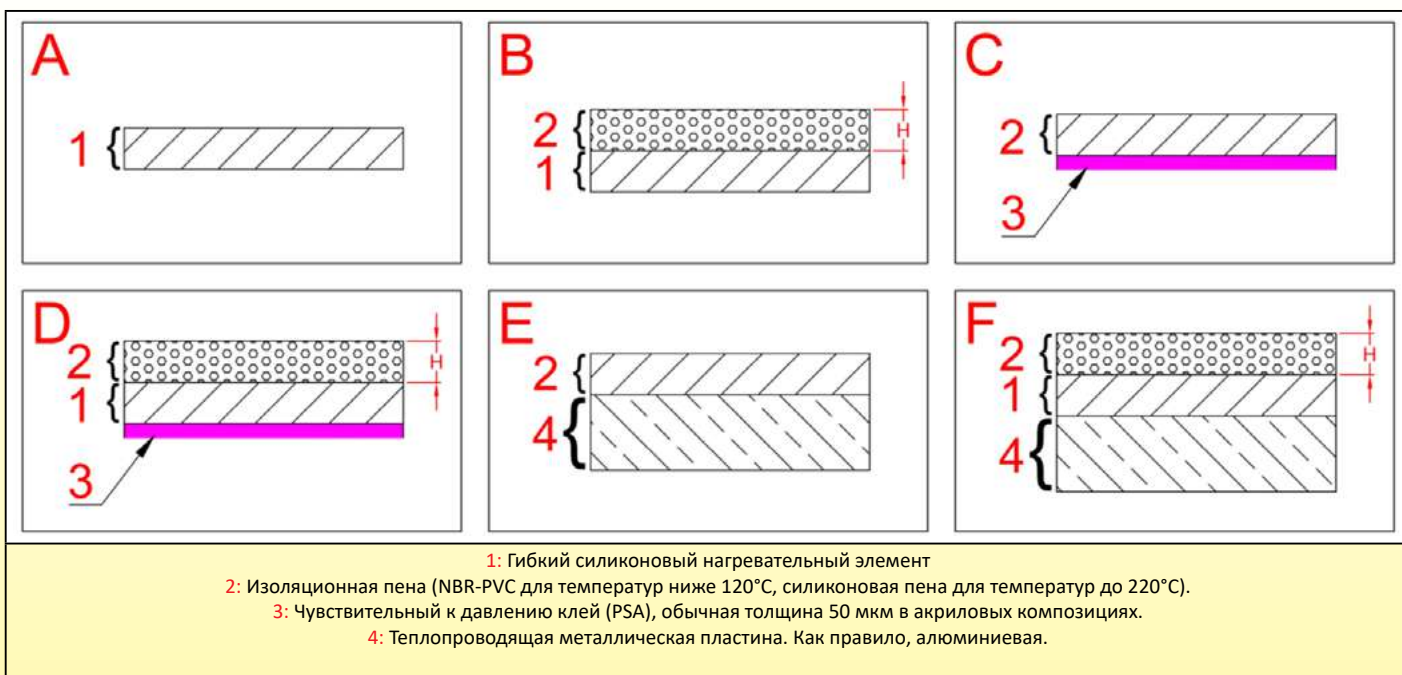 A
1
B
2
H
1
C
2
3
D
2
H
1
3
E
2
4
F
2
H
1
4
1: Гибкий силиконовый нагревательный элемент
2: Изоляционная пена (NBR-PVC для температур ниже 120°C, силиконовая пена для температур до 220°C).
3: Чувствительный к давлению клей (PSA), обычная толщина 50 мкм в акриловых композициях.
4: Теплопроводящая металлическая пластина. Как правило, алюминиевая.